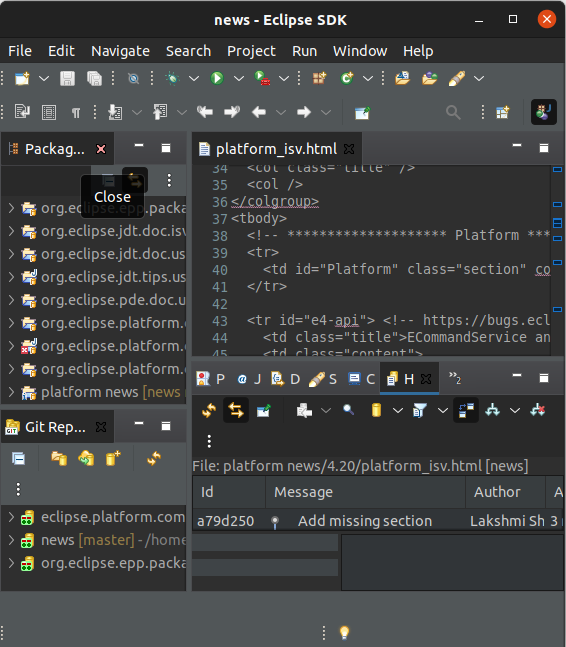 news - Eclipse SDK
File Edit Navigate Search Project Run Window Help
Packag...
platform_isv.html
Close
org.eclipse.epp.packa
org.eclipse.jdt.doc.isv
org.eclipse.jdt.doc.us
org.eclipse.jdt.tips.us
org.eclipse.pde.doc.u
org.eclipse.platform.
org.eclipse.platform.
org.eclipse.platform.
platform news [news
34 <col class="title" />
35 <col />
36 </colgroup>
37 <tbody>
38 <!-- ******************** Platform ***
39 <tr>
40 <td id="Platform" class="section" co
41 </tr>
42
43 <tr id="e4-api"> <!-- https://bugs.ecl
44 <td class="title">ECommandService an
45 <td class="content">
P @ J D S C H »2
Git Rep...
File: platform news/4.20/platform_isv.html [news]
Id Message Author A
a79d250 Add missing section Lakshmi Sh 3
eclipse.platform.com
news [master] - /home
org.eclipse.epp.packa